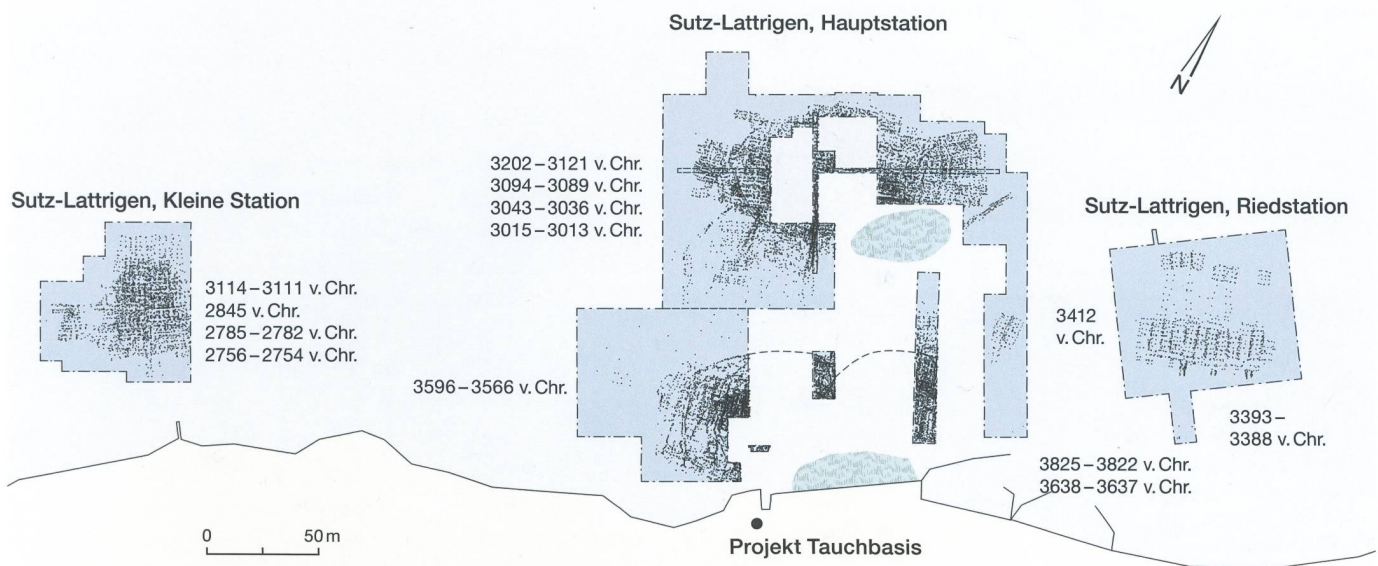 Sutz-Lattrigen, Hauptstation
N
3202–3121 v. Chr.
3094–3089 v. Chr.
3043–3036 v. Chr.
3015–3013 v. Chr.
Sutz-Lattrigen, Kleine Station
3114–3111 v. Chr.
2845 v. Chr.
2785–2782 v. Chr.
2756–2754 v. Chr.
Sutz-Lattrigen, Riedstation
3412
v. Chr.
3596–3566 v. Chr.
3393–
3388 v. Chr.
3825–3822 v. Chr.
3638–3637 v. Chr.
0 50 m
Projekt Tauchbasis